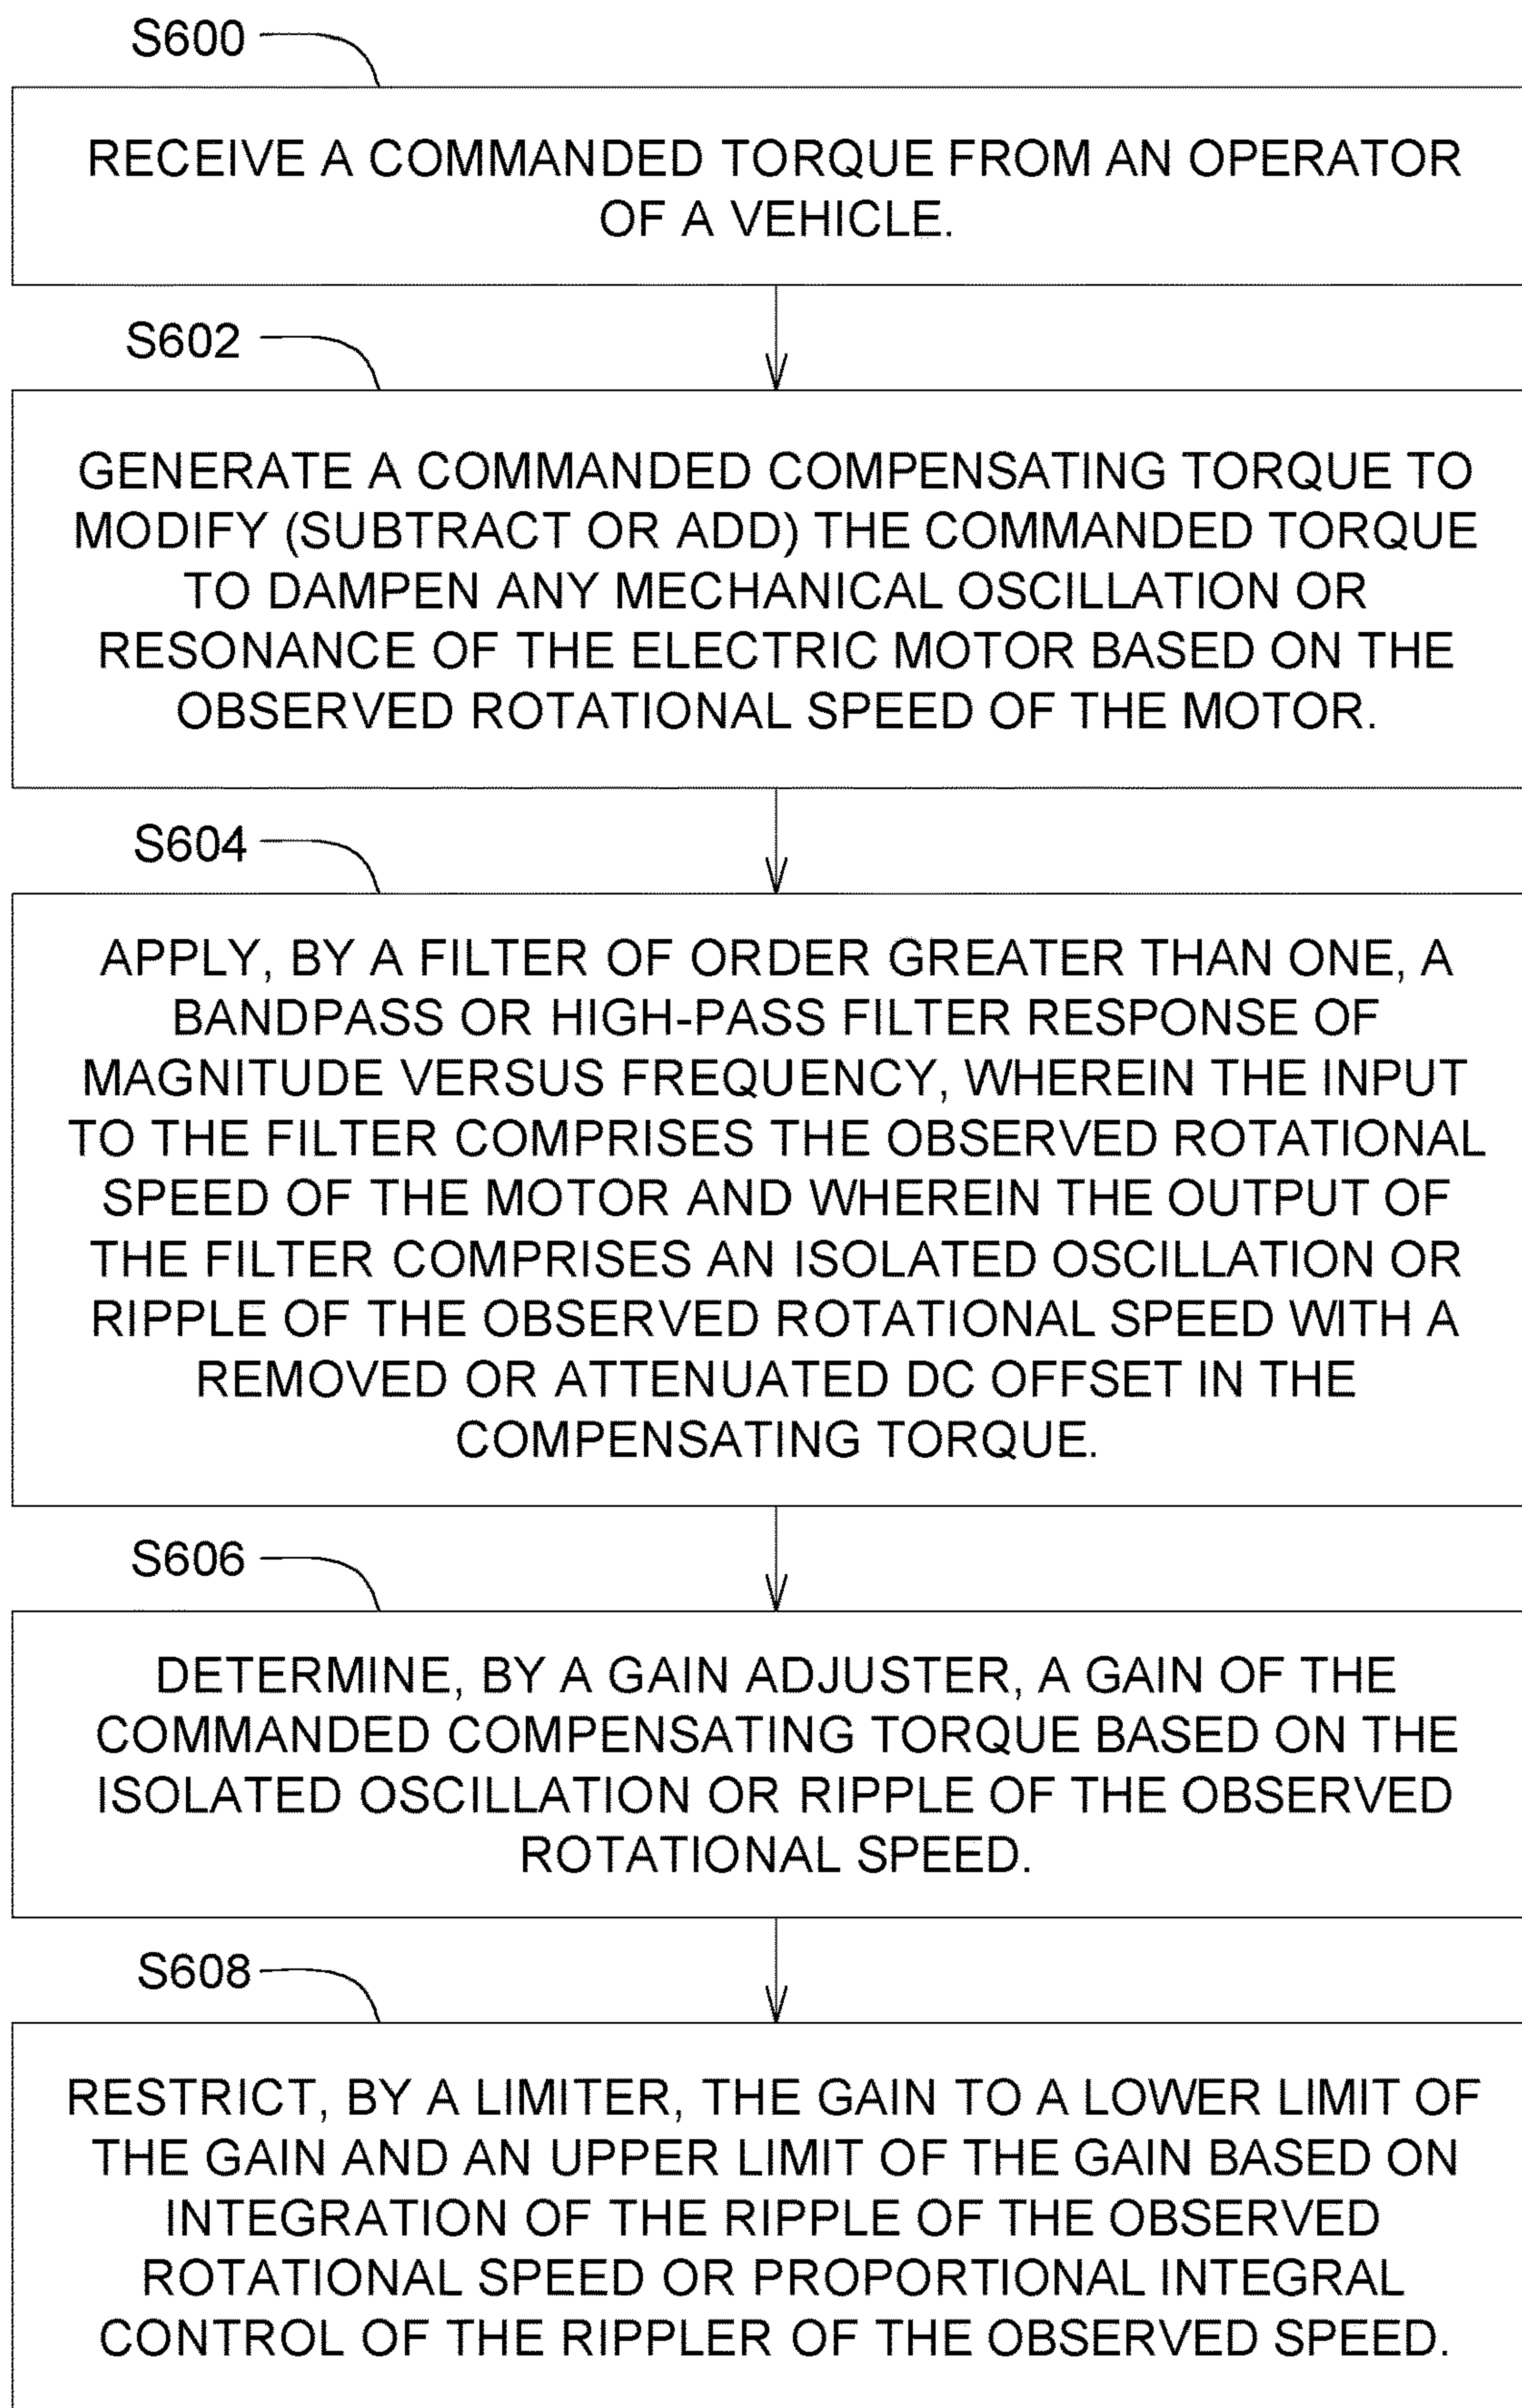 S600
RECEIVE A COMMANDED TORQUE FROM AN OPERATOR
OF A VEHICLE.
S602
GENERATE A COMMANDED COMPENSATING TORQUE TO
MODIFY (SUBTRACT OR ADD) THE COMMANDED TORQUE
TO DAMPEN ANY MECHANICAL OSCILLATION OR
RESONANCE OF THE ELECTRIC MOTOR BASED ON THE
OBSERVED ROTATIONAL SPEED OF THE MOTOR.
S604
APPLY, BY A FILTER OF ORDER GREATER THAN ONE, A
BANDPASS OR HIGH-PASS FILTER RESPONSE OF
MAGNITUDE VERSUS FREQUENCY, WHEREIN THE INPUT
TO THE FILTER COMPRISES THE OBSERVED ROTATIONAL
SPEED OF THE MOTOR AND WHEREIN THE OUTPUT OF
THE FILTER COMPRISES AN ISOLATED OSCILLATION OR
RIPPLE OF THE OBSERVED ROTATIONAL SPEED WITH A
REMOVED OR ATTENUATED DC OFFSET IN THE
COMPENSATING TORQUE.
S606
DETERMINE, BY A GAIN ADJUSTER, A GAIN OF THE
COMMANDED COMPENSATING TORQUE BASED ON THE
ISOLATED OSCILLATION OR RIPPLE OF THE OBSERVED
ROTATIONAL SPEED.
S608
RESTRICT, BY A LIMITER, THE GAIN TO A LOWER LIMIT OF
THE GAIN AND AN UPPER LIMIT OF THE GAIN BASED ON
INTEGRATION OF THE RIPPLE OF THE OBSERVED
ROTATIONAL SPEED OR PROPORTIONAL INTEGRAL
CONTROL OF THE RIPPLER OF THE OBSERVED SPEED.